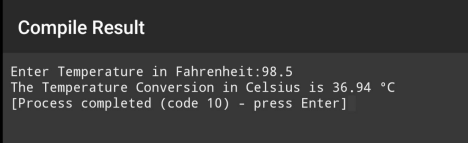 Compile Result
Enter Temperature in Fahrenheit:98.5
The Temperature Conversion in Celsius is 36.94 °C
[Process completed (code 10) - press Enter]